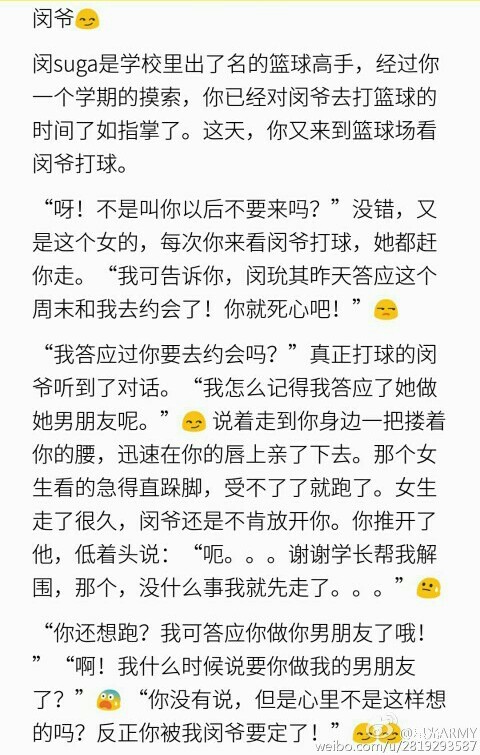 闵爷😏
闵suga是学校里出了名的篮球高手，经过你
一个学期的摸索，你已经对闵爷去打篮球的
时间了如指掌了。这天，你又来到篮球场看
闵爷打球。
“呀！不是叫你以后不要来吗？”没错，又
是这个女的，每次你来看闵爷打球，她都赶
你走。“我可告诉你，闵玧其昨天答应这个
周末和我去约会了！你就死心吧！”😒
“我答应过你要去约会吗？”真正打球的闵
爷听到了对话。“我怎么记得我答应了她做
她男朋友呢。”😏说着走到你身边一把搂着
你的腰，迅速在你的唇上亲了下去。那个女
生看的急得直跺脚，受不了了就跑了。女生
走了很久，闵爷还是不肯放开你。你推开了
他，低着头说：“呃。。。谢谢学长帮我解
围，那个，没什么事我就先走了。。。”😓
“你还想跑？我可答应你做你男朋友了哦！
”“啊！我什么时候说要你做我的男朋友
了？”😰“你没有说，但是心里不是这样想
的吗？反正你被我闵爷要定了！”😏😏
ARMY
weibo.com/u/2819293587